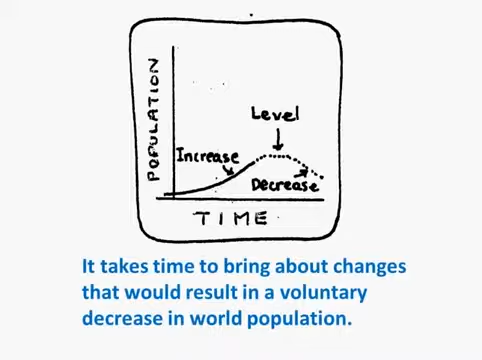 POPULATION
Level
Increase
Decrease
TIME
It takes time to bring about changes
that would result in a voluntary
decrease in world population.